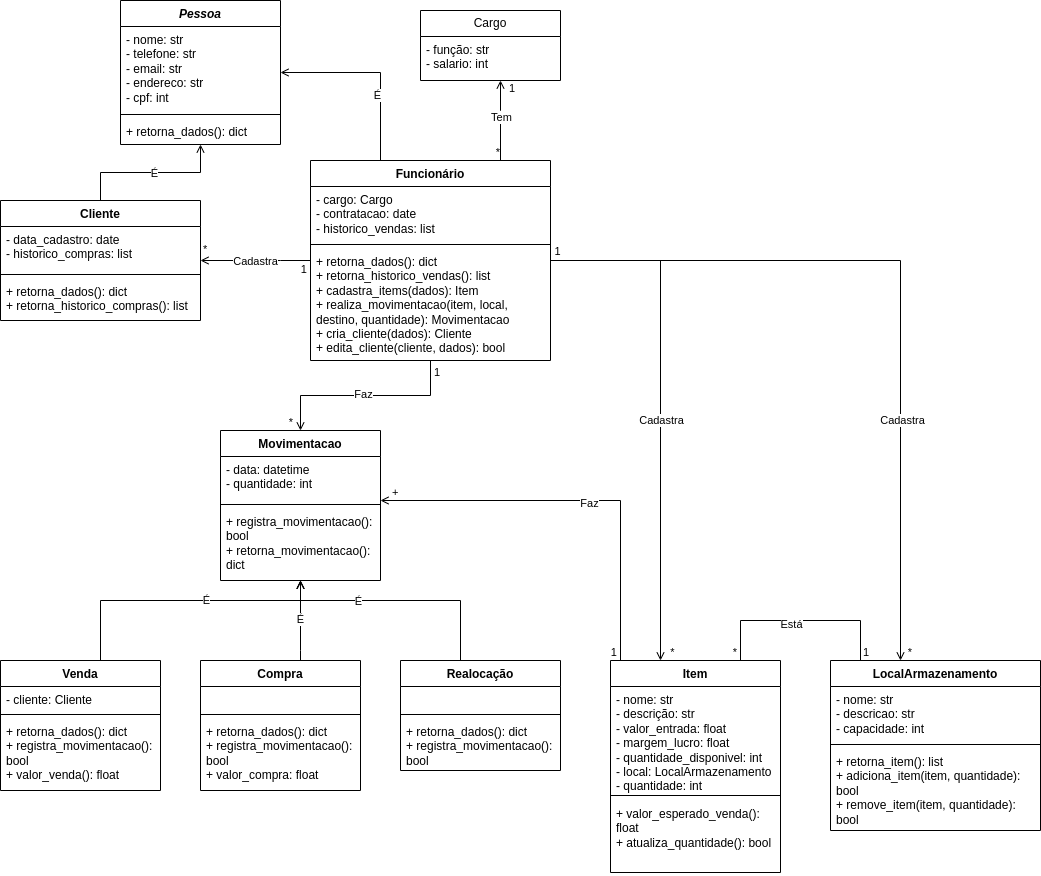 Pessoa
- nome: str
- telefone: str
- email: str
- endereco: str
- cpf: int
+ retorna_dados(): dict
Cargo
- função: str
- salario: int
1
Tem
*
É
É
Funcionário
- cargo: Cargo
- contratacao: date
- historico_vendas: list
+ retorna_dados(): dict
+ retorna_historico_vendas(): list
+ cadastra_items(dados): Item
+ realiza_movimentacao(item, local,
destino, quantidade): Movimentacao
+ cria_cliente(dados): Cliente
+ edita_cliente(cliente, dados): bool
Cliente
- data_cadastro: date
- historico_compras: list
+ retorna_dados(): dict
+ retorna_historico_compras(): list
*
Cadastra
1
1
Cadastra
Cadastra
1
Faz
*
Movimentacao
- data: datetime
- quantidade: int
+ registra_movimentacao():
bool
+ retorna_movimentacao():
dict
+
Faz
1
*
É
É
É
Está
*
1
*
Venda
- cliente: Cliente
+ retorna_dados(): dict
+ registra_movimentacao():
bool
+ valor_venda(): float
Compra
+ retorna_dados(): dict
+ registra_movimentacao():
bool
+ valor_compra: float
Realocação
+ retorna_dados(): dict
+ registra_movimentacao():
bool
Item
- nome: str
- descrição: str
- valor_entrada: float
- margem_lucro: float
- quantidade_disponivel: int
- local: LocalArmazenamento
- quantidade: int
+ valor_esperado_venda():
float
+ atualiza_quantidade(): bool
LocalArmazenamento
- nome: str
- descricao: str
- capacidade: int
+ retorna_item(): list
+ adiciona_item(item, quantidade):
bool
+ remove_item(item, quantidade):
bool